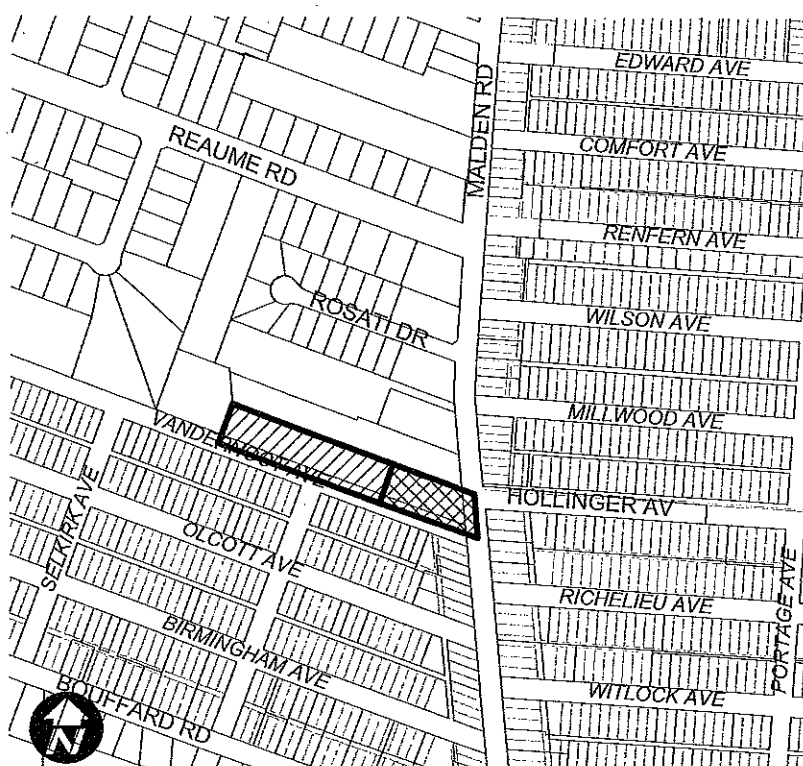 EDWARD AVE
MALDEN RD
COMFORT AVE
REAUME RD
RENFERN AVE
ROSATI DR
WILSON AVE
MILLWOOD AVE
HOLLINGER AV
SELKIRK AVE
OLCOTT AVE
RICHELIEU AVE
PORTAGE AVE
BIRMINGHAM AVE
WITLOCK AVE
BOUFFARD RD
N